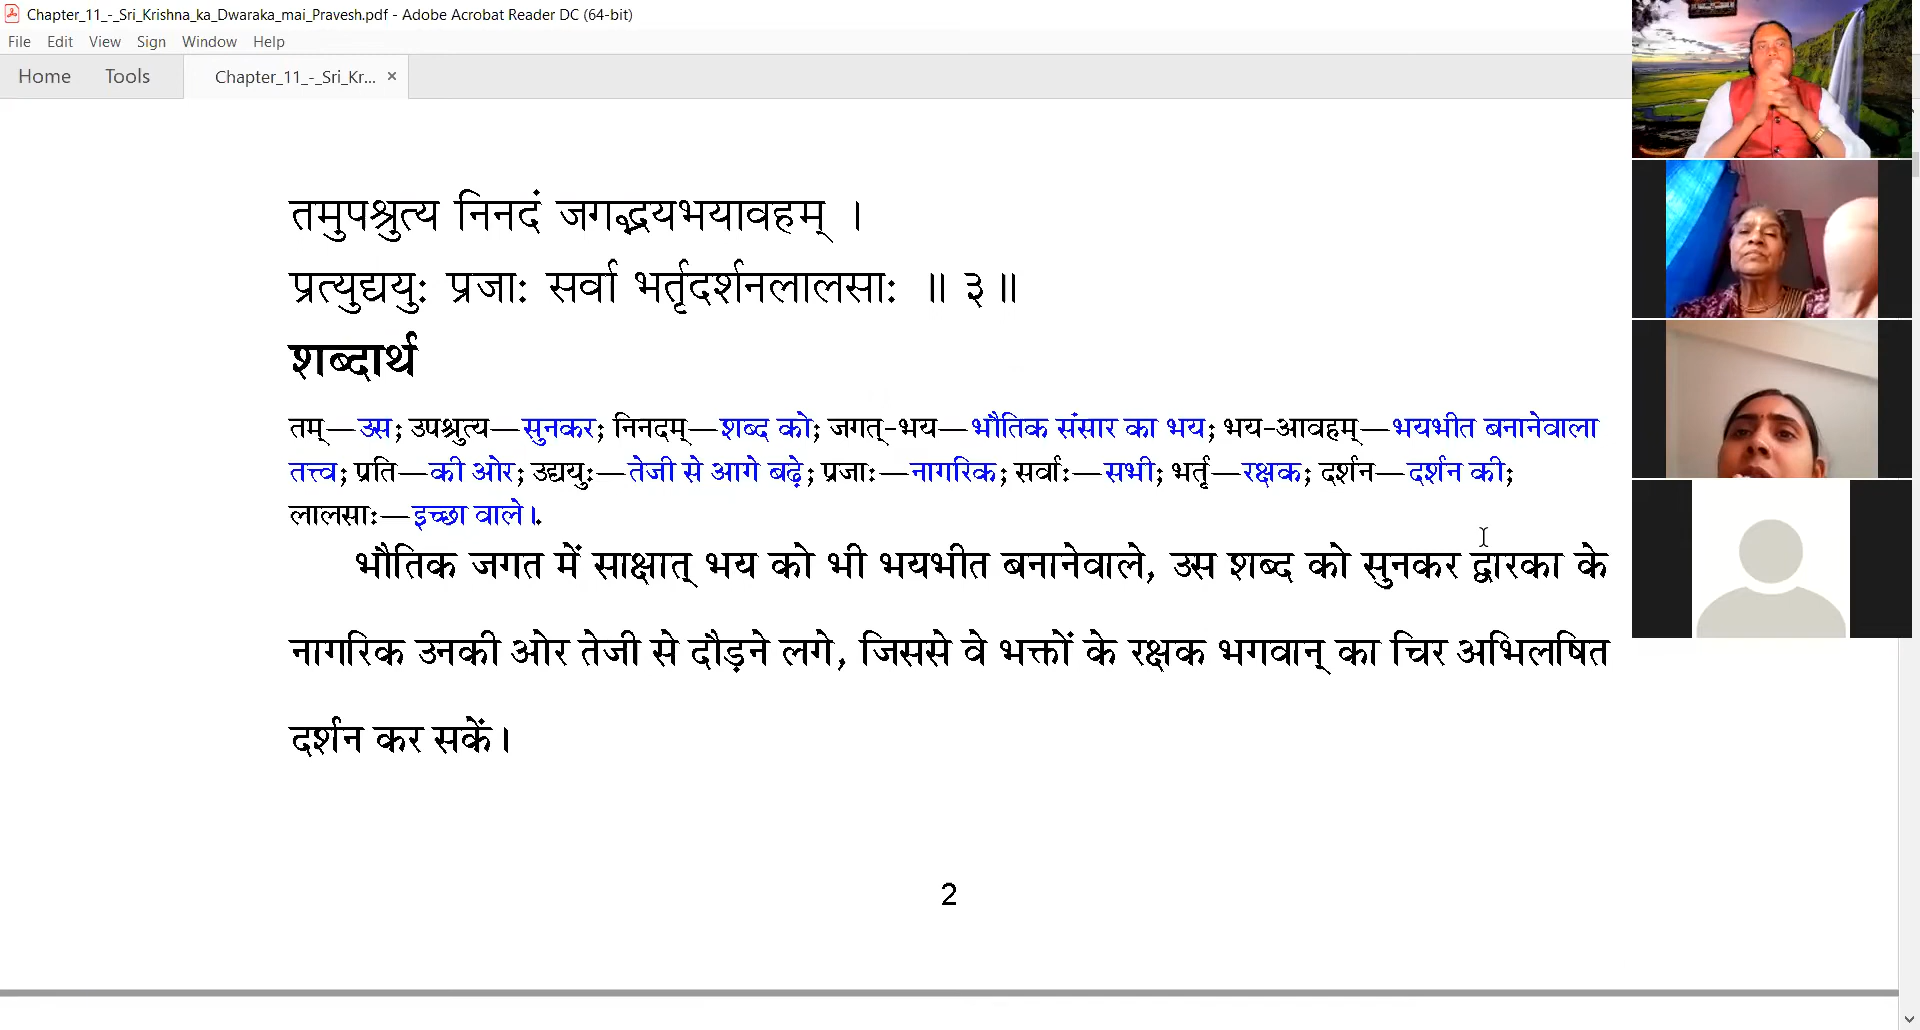 Chapter_11_-_Sri_Krishna_ka_Dwaraka_mai_Pravesh.pdf - Adobe Acrobat Reader DC (64-bit)
File Edit View Sign Window Help
Home Tools Chapter_11_-_Sri_Kr... ×
तमुपश्रुत्य निनदं जगद्भयभयावहम् ।
प्रत्युद्ययुः प्रजाः सर्वा भर्तृदर्शनलालसाः ॥ ३॥
शब्दार्थ
तम्—उस; उपश्रुत्य—सुनकर; निनदम्—शब्द को; जगत्-भय—भौतिक संसार का भय; भय-आवहम्—भयभीत बनानेवाला
तत्त्व; प्रति—की ओर; उद्ययुः—तेजी से आगे बढ़े; प्रजाः—नागरिक; सर्वाः—सभी; भर्तृ—रक्षक; दर्शन—दर्शन की;
लालसाः—इच्छा वाले।.
भौतिक जगत में साक्षात् भय को भी भयभीत बनानेवाले, उस शब्द को सुनकर द्वारका के
नागरिक उनकी ओर तेजी से दौड़ने लगे, जिससे वे भक्तों के रक्षक भगवान् का चिर अभिलषित
दर्शन कर सकें।
2